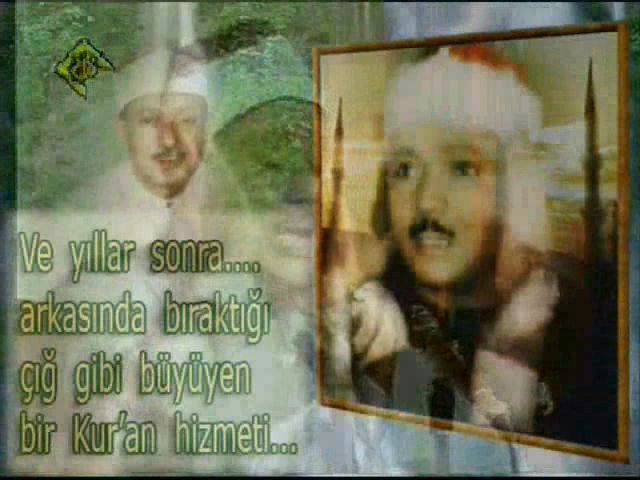 Ve yıllar sonra....
arkasında bıraktığı
çığ gibi büyüyen
bir Kur'an hizmeti...